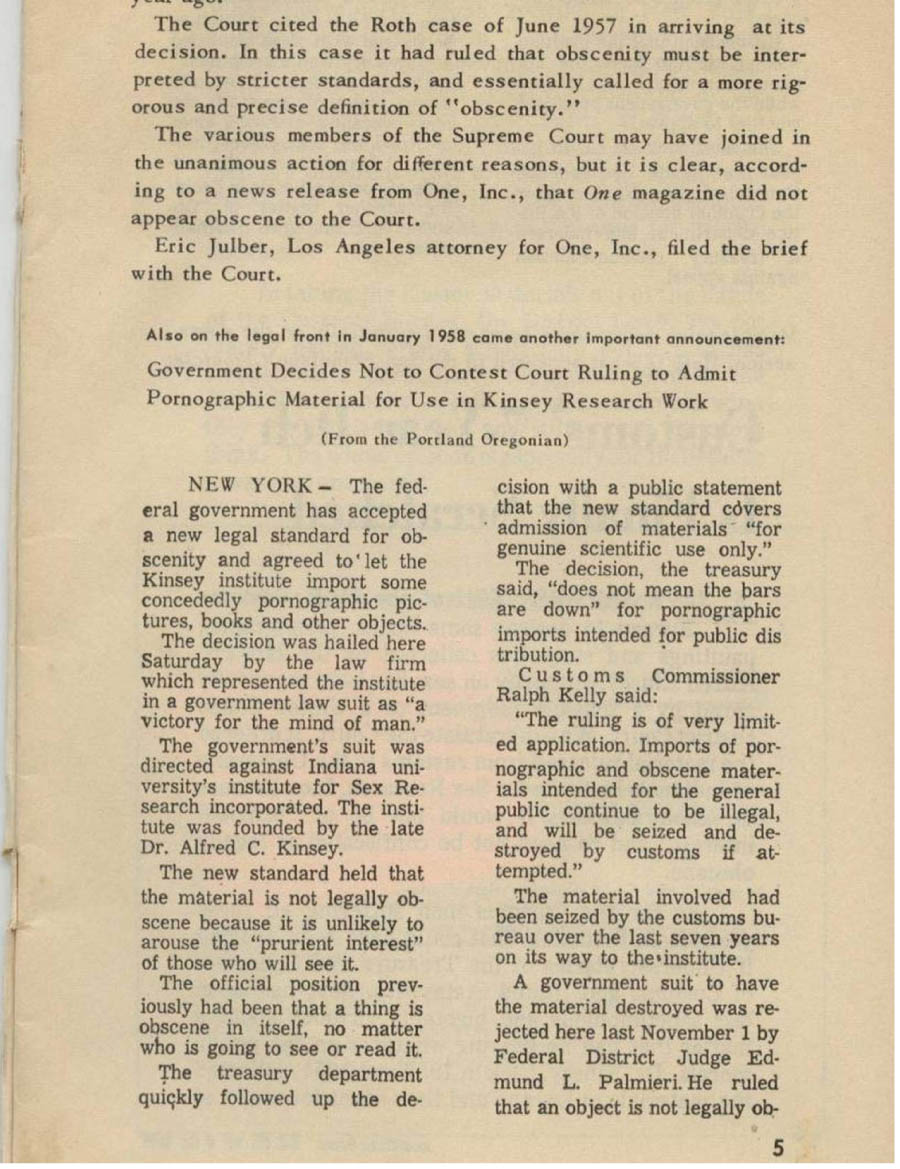 year ago.
The Court cited the Roth case of June 1957 in arriving at its
decision. In this case it had ruled that obscenity must be inter-
preted by stricter standards, and essentially called for a more rig-
orous and precise definition of "obscenity."
The various members of the Supreme Court may have joined in
the unanimous action for different reasons, but it is clear, accord-
ing to a news release from One, Inc., that One magazine did not
appear obscene to the Court.
Eric Julber, Los Angeles attorney for One, Inc., filed the brief
with the Court.
Also on the legal front in January 1958 came another important announcement:
Government Decides Not to Contest Court Ruling to Admit
Pornographic Material for Use in Kinsey Research Work
(From the Portland Oregonian)
NEW YORK – The fed-
eral government has accepted
a new legal standard for ob-
scenity and agreed to let the
Kinsey institute import some
concededly pornographic pic-
tures, books and other objects.
The decision was hailed here
Saturday by the law firm
which represented the institute
in a government law suit as "a
victory for the mind of man."
The government's suit was
directed against Indiana uni-
versity's institute for Sex Re-
search incorporated. The insti-
tute was founded by the late
Dr. Alfred C. Kinsey.
The new standard held that
the material is not legally ob-
scene because it is unlikely to
arouse the "prurient interest"
of those who will see it.
The official position prev-
iously had been that a thing is
obscene in itself, no matter
who is going to see or read it.
The treasury department
quickly followed up the de-
cision with a public statement
that the new standard covers
admission of materials "for
genuine scientific use only."
The decision, the treasury
said, "does not mean the bars
are down" for pornographic
imports intended for public dis
tribution.
Customs Commissioner
Ralph Kelly said:
"The ruling is of very limit-
ed application. Imports of por-
nographic and obscene mater-
ials intended for the general
public continue to be illegal,
and will be seized and de-
stroyed by customs if at-
tempted."
The material involved had
been seized by the customs bu-
reau over the last seven years
on its way to the institute.
A government suit to have
the material destroyed was re-
jected here last November 1 by
Federal District Judge Ed-
mund L. Palmieri. He ruled
that an object is not legally ob-
5